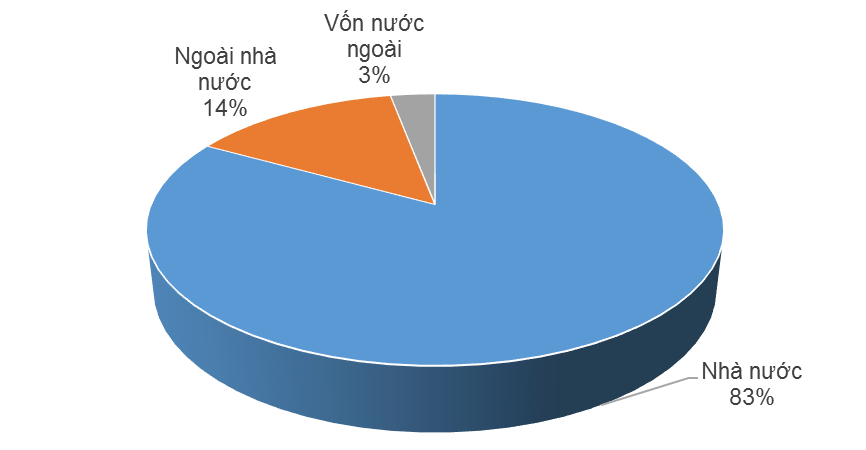 Vốn nước
ngoài
3%
Ngoài nhà
nước
14%
Nhà nước
83%